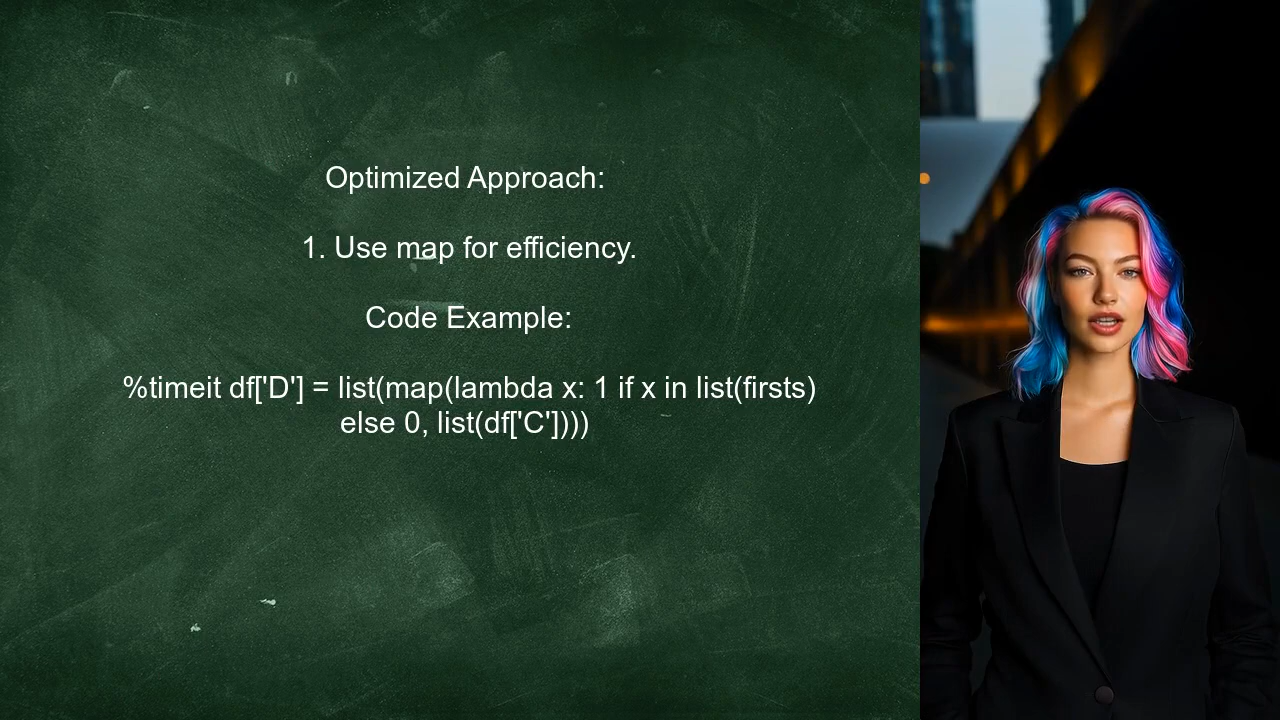 Optimized Approach:
1. Use map for efficiency.
Code Example:
%timeit df['D'] = list(map(lambda x: 1 if x in list(firsts)
else 0, list(df['C'])))